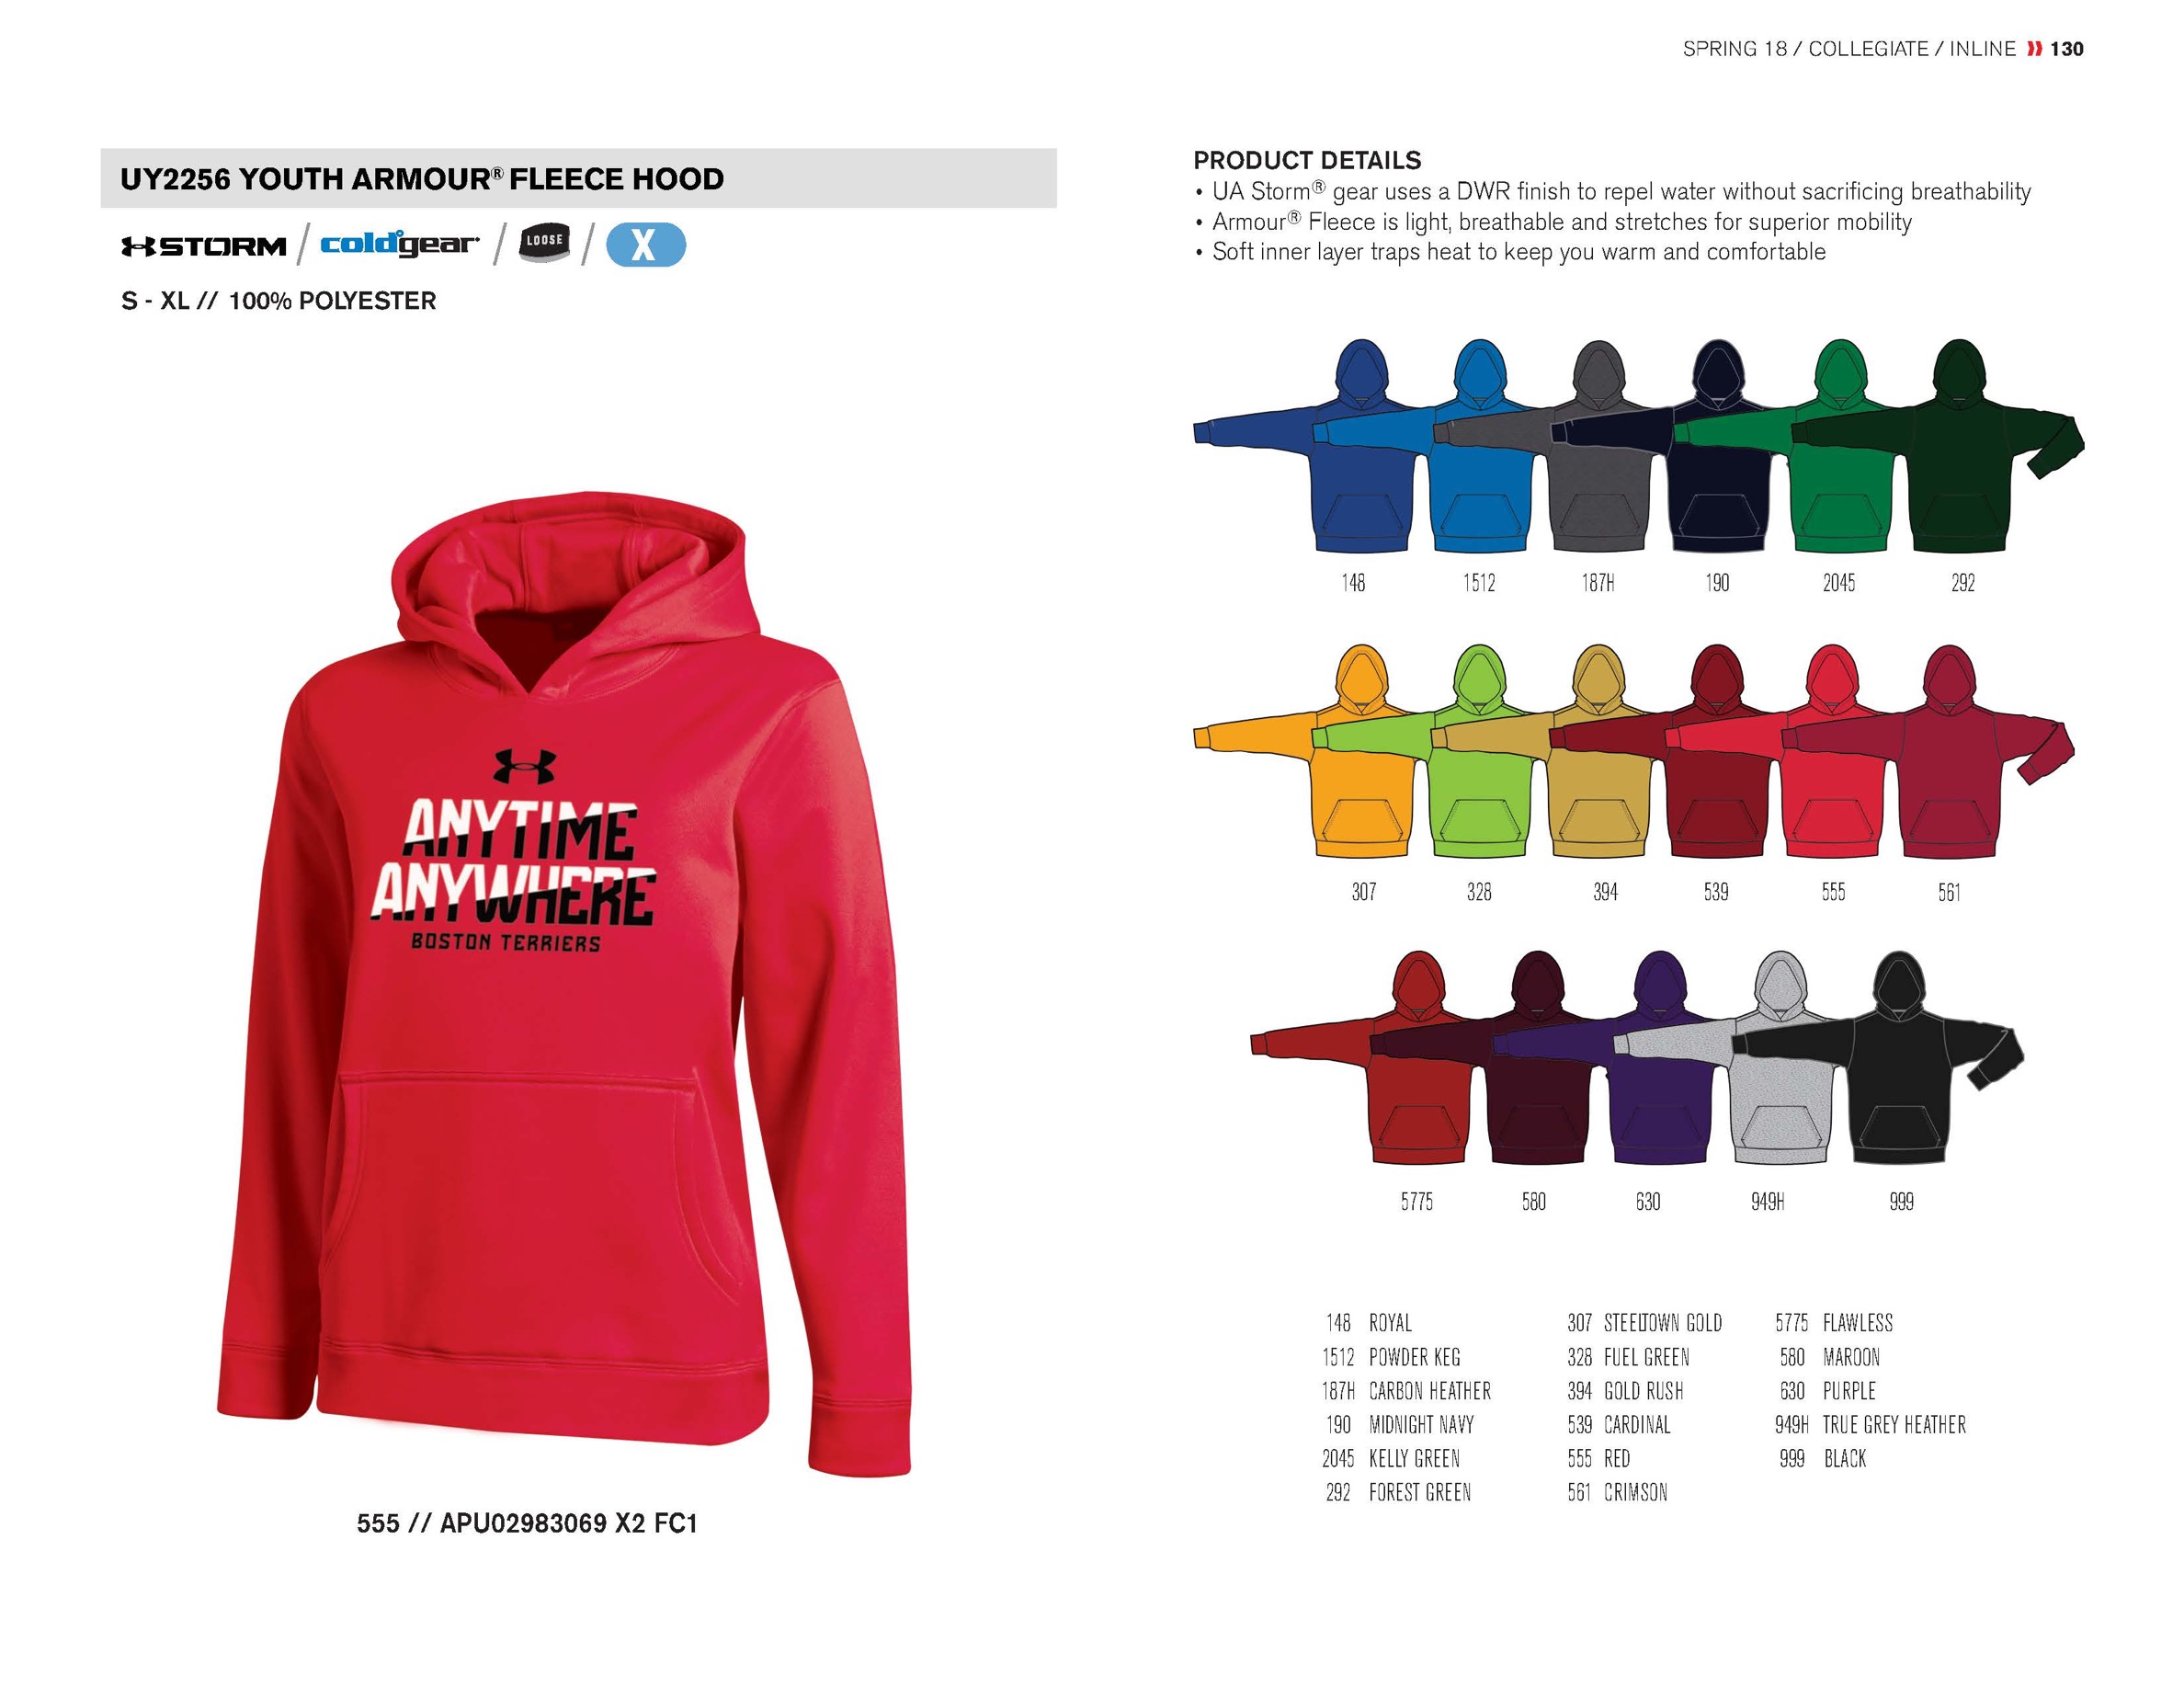 SPRING 18 / COLLEGIATE / INLINE 130
UY2256 YOUTH ARMOUR® FLEECE HOOD
STORM / coldgear / LOOSE / X
S - XL // 100% POLYESTER
ANYTIME
ANYWHERE
BOSTON TERRIERS
555 // APU02983069 X2 FC1
PRODUCT DETAILS
• UA Storm® gear uses a DWR finish to repel water without sacrificing breathability
• Armour® Fleece is light, breathable and stretches for superior mobility
• Soft inner layer traps heat to keep you warm and comfortable
148 1512 187H 190 2045 292
307 328 394 539 555 561
5775 580 630 949H 999
148 ROYAL
1512 POWDER KEG
187H CARBON HEATHER
190 MIDNIGHT NAVY
2045 KELLY GREEN
292 FOREST GREEN
307 STEELTOWN GOLD
328 FUEL GREEN
394 GOLD RUSH
539 CARDINAL
555 RED
561 CRIMSON
5775 FLAWLESS
580 MAROON
630 PURPLE
949H TRUE GREY HEATHER
999 BLACK